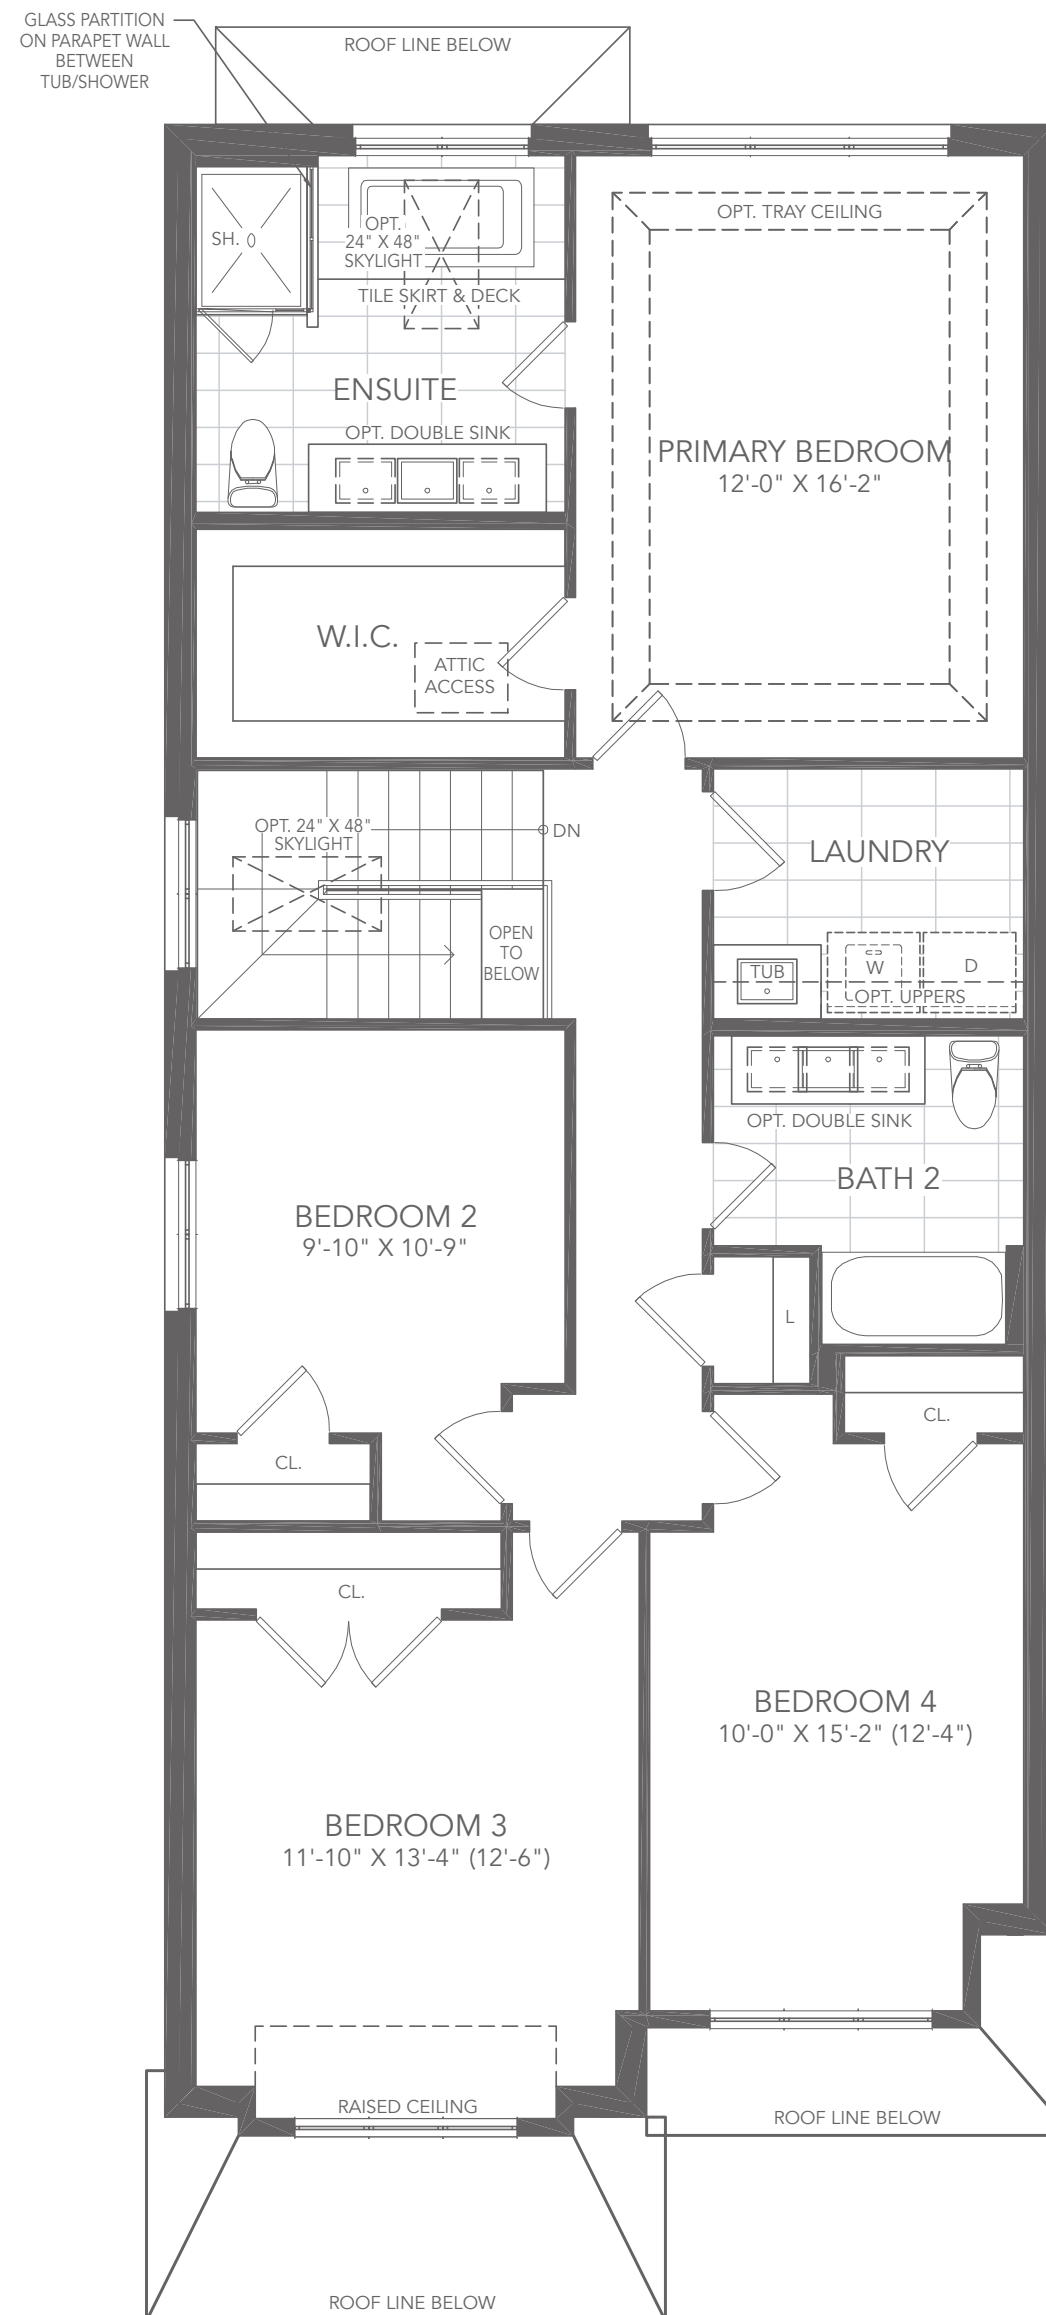 GLASS PARTITION
ON PARAPET WALL
BETWEEN
TUB/SHOWER
ROOF LINE BELOW
OPT. TRAY CEILING
SH.
OPT.
24" X 48"
SKYLIGHT
TILE SKIRT & DECK
ENSUITE
OPT. DOUBLE SINK
PRIMARY BEDROOM
12'-0" X 16'-2"
W.I.C.
ATTIC
ACCESS
OPT. 24" X 48"
SKYLIGHT
DN
LAUNDRY
OPEN
TO
BELOW
TUB
W
D
OPT. UPPERS
OPT. DOUBLE SINK
BATH 2
BEDROOM 2
9'-10" X 10'-9"
L
CL.
CL.
CL.
BEDROOM 4
10'-0" X 15'-2" (12'-4")
BEDROOM 3
11'-10" X 13'-4" (12'-6")
RAISED CEILING
ROOF LINE BELOW
ROOF LINE BELOW